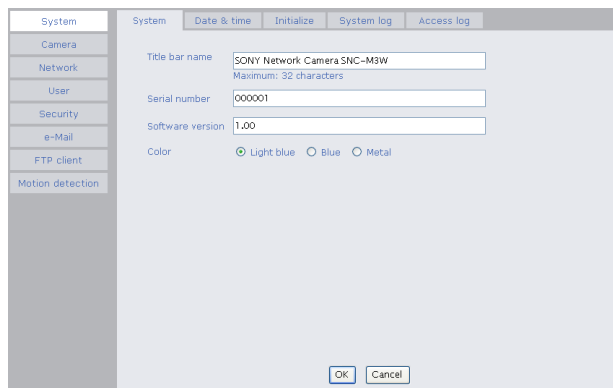 System
Camera
Network
User
Security
e-Mail
FTP client
Motion detection
System Date & time Initialize System log Access log
Title bar name SONY Network Camera SNC-M3W
Maximum: 32 characters
Serial number 000001
Software version 1.00
Color Light blue Blue Metal
OK Cancel